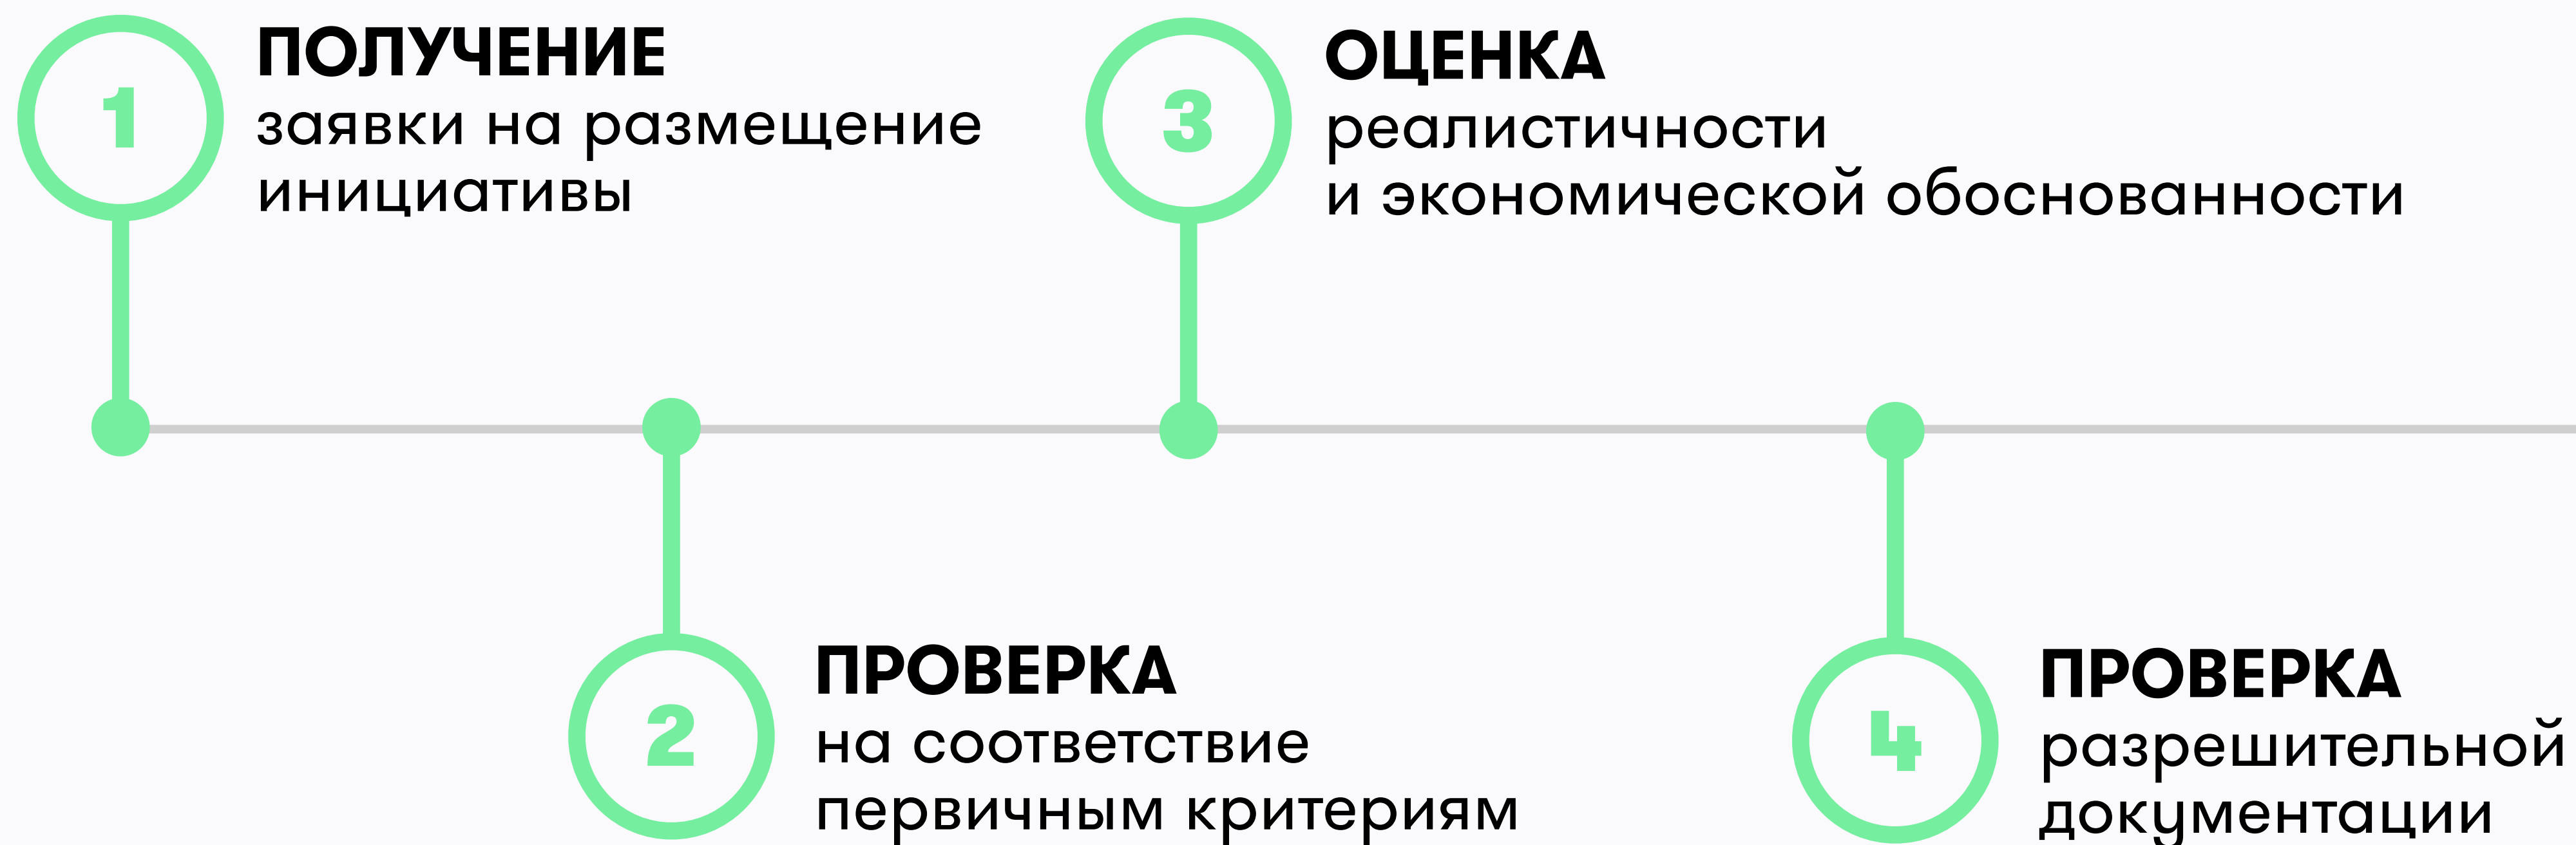 1
ПОЛУЧЕНИЕ
заявки на размещение
инициативы
2
ПРОВЕРКА
на соответствие
первичным критериям
3
ОЦЕНКА
реалистичности
и экономической обоснованности
4
ПРОВЕРКА
разрешительной
документации